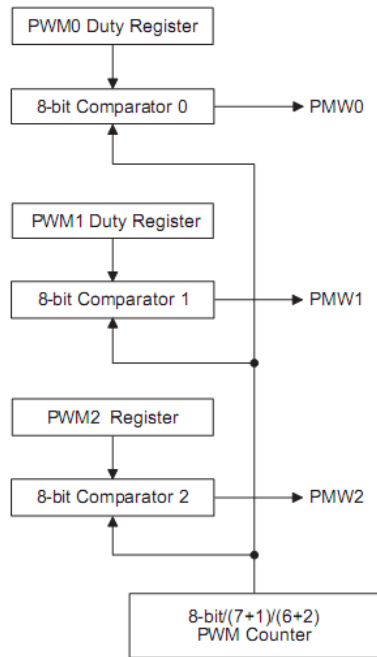 PWM0 Duty Register
8-bit Comparator 0
PMW0
PWM1 Duty Register
8-bit Comparator 1
PMW1
PWM2 Register
8-bit Comparator 2
PMW2
8-bit/(7+1)/(6+2)
PWM Counter